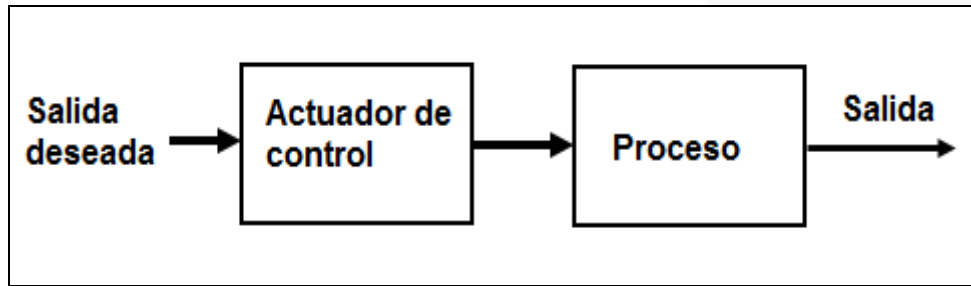 Salida
deseada
Actuador de
control
Proceso
Salida